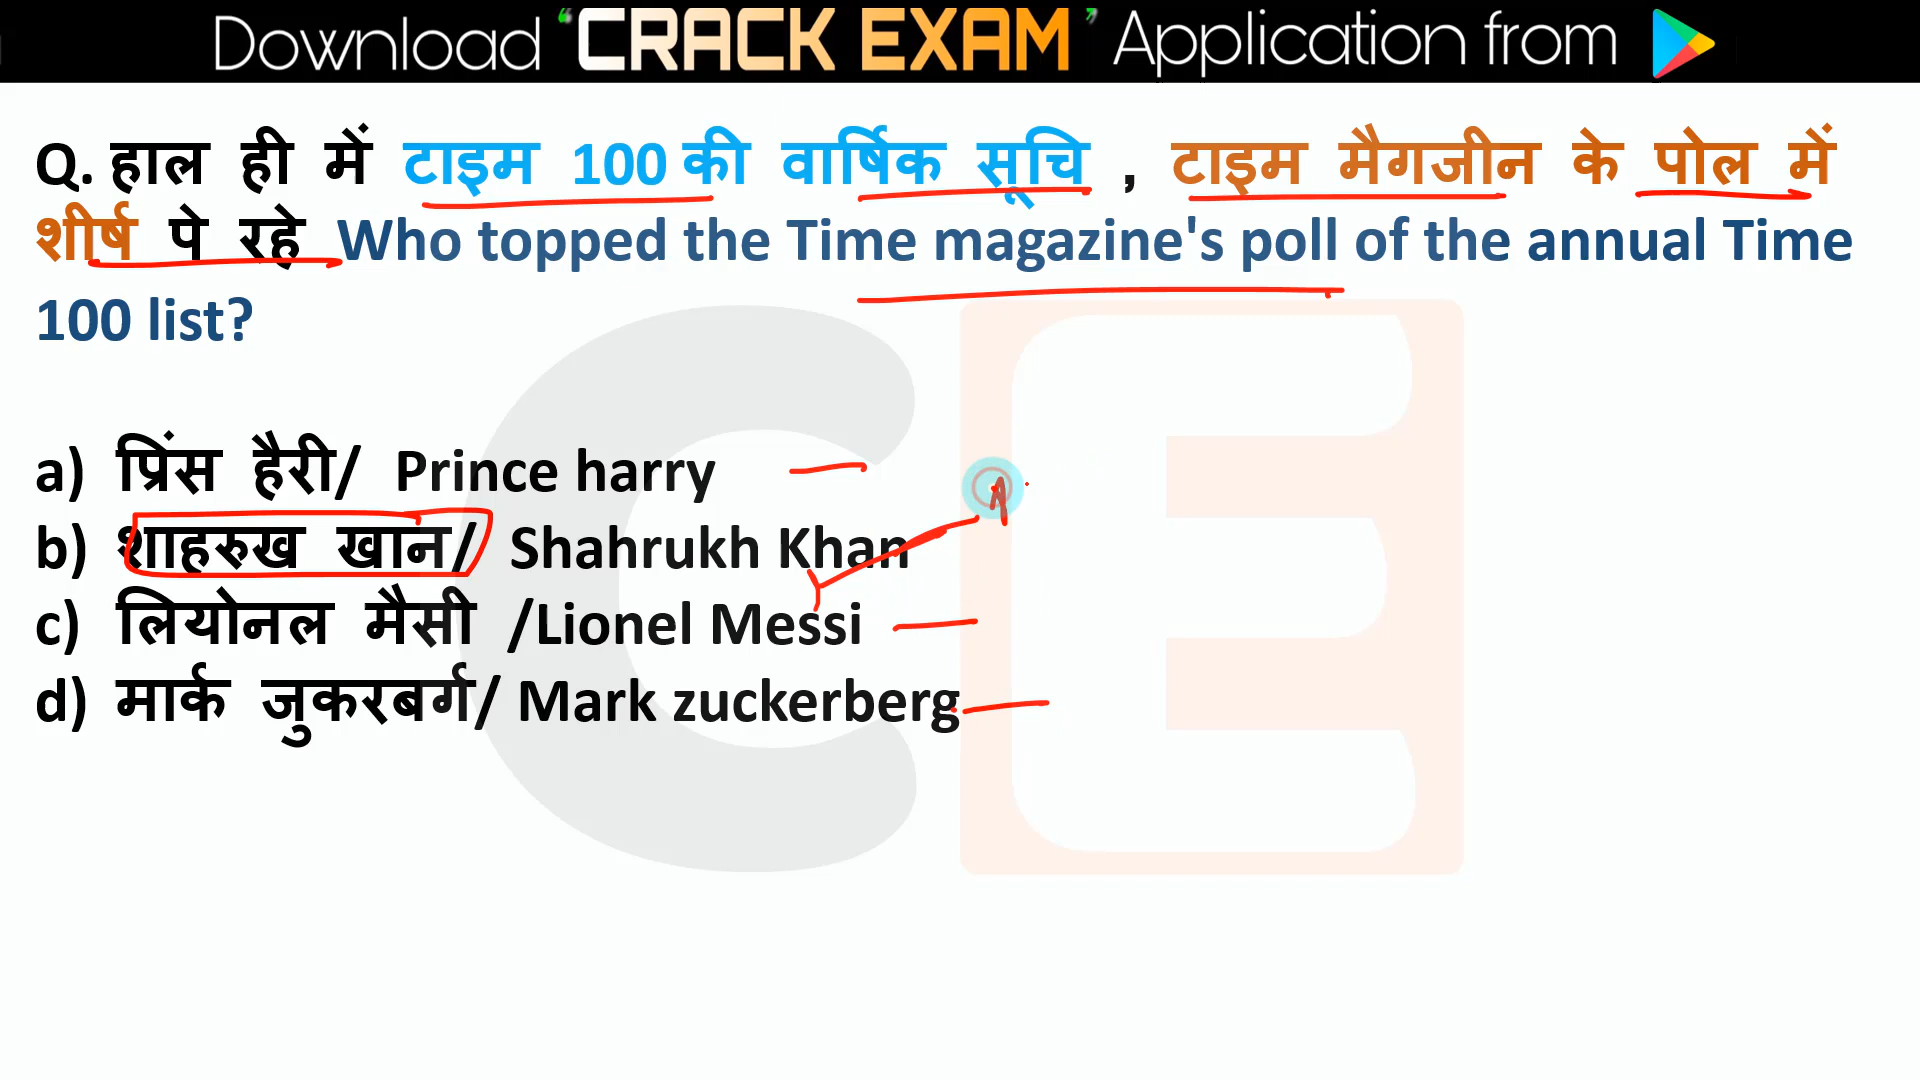 Download ‘CRACK EXAM’ Application from
Q. हाल ही में टाइम 100 की वार्षिक सूचि , टाइम मैगजीन के पोल में
शीर्ष पे रहे Who topped the Time magazine's poll of the annual Time
100 list?
a) प्रिंस हैरी/ Prince harry
b) शाहरुख खान/ Shahrukh Khan
c) लियोनल मैसी /Lionel Messi
d) मार्क जुकरबर्ग/ Mark zuckerberg
CE